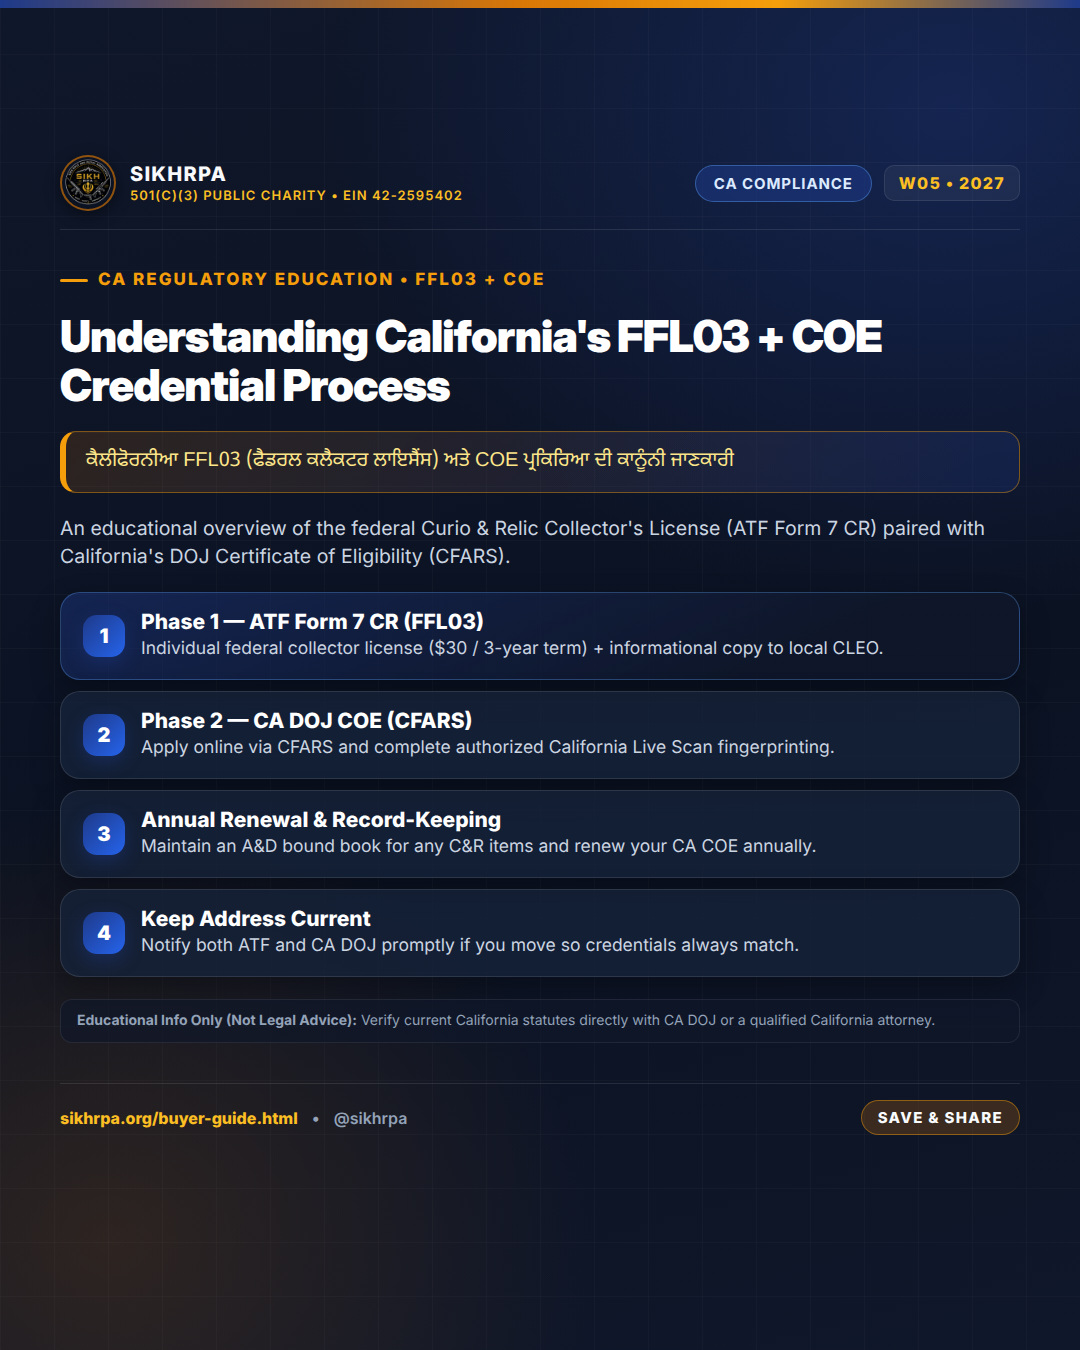 SIKH
SIKHRPA
501(C)(3) PUBLIC CHARITY • EIN 42-2595402
CA COMPLIANCE
W05 • 2027
CA REGULATORY EDUCATION • FFL03 + COE
Understanding California's FFL03 + COE
Credential Process
ਕੈਲੀਫੋਰਨੀਆ FFL03 (ਫੈਡਰਲ ਕਲੈਕਟਰ ਲਾਇਸੈਂਸ) ਅਤੇ COE ਪ੍ਰਕਿਰਿਆ ਦੀ ਕਾਨੂੰਨੀ ਜਾਣਕਾਰੀ
An educational overview of the federal Curio & Relic Collector's License (ATF Form 7 CR) paired with
California's DOJ Certificate of Eligibility (CFARS).
1
Phase 1 — ATF Form 7 CR (FFL03)
Individual federal collector license ($30 / 3-year term) + informational copy to local CLEO.
2
Phase 2 — CA DOJ COE (CFARS)
Apply online via CFARS and complete authorized California Live Scan fingerprinting.
3
Annual Renewal & Record-Keeping
Maintain an A&D bound book for any C&R items and renew your CA COE annually.
4
Keep Address Current
Notify both ATF and CA DOJ promptly if you move so credentials always match.
Educational Info Only (Not Legal Advice): Verify current California statutes directly with CA DOJ or a qualified California attorney.
sikhrpa.org/buyer-guide.html • @sikhrpa
SAVE & SHARE